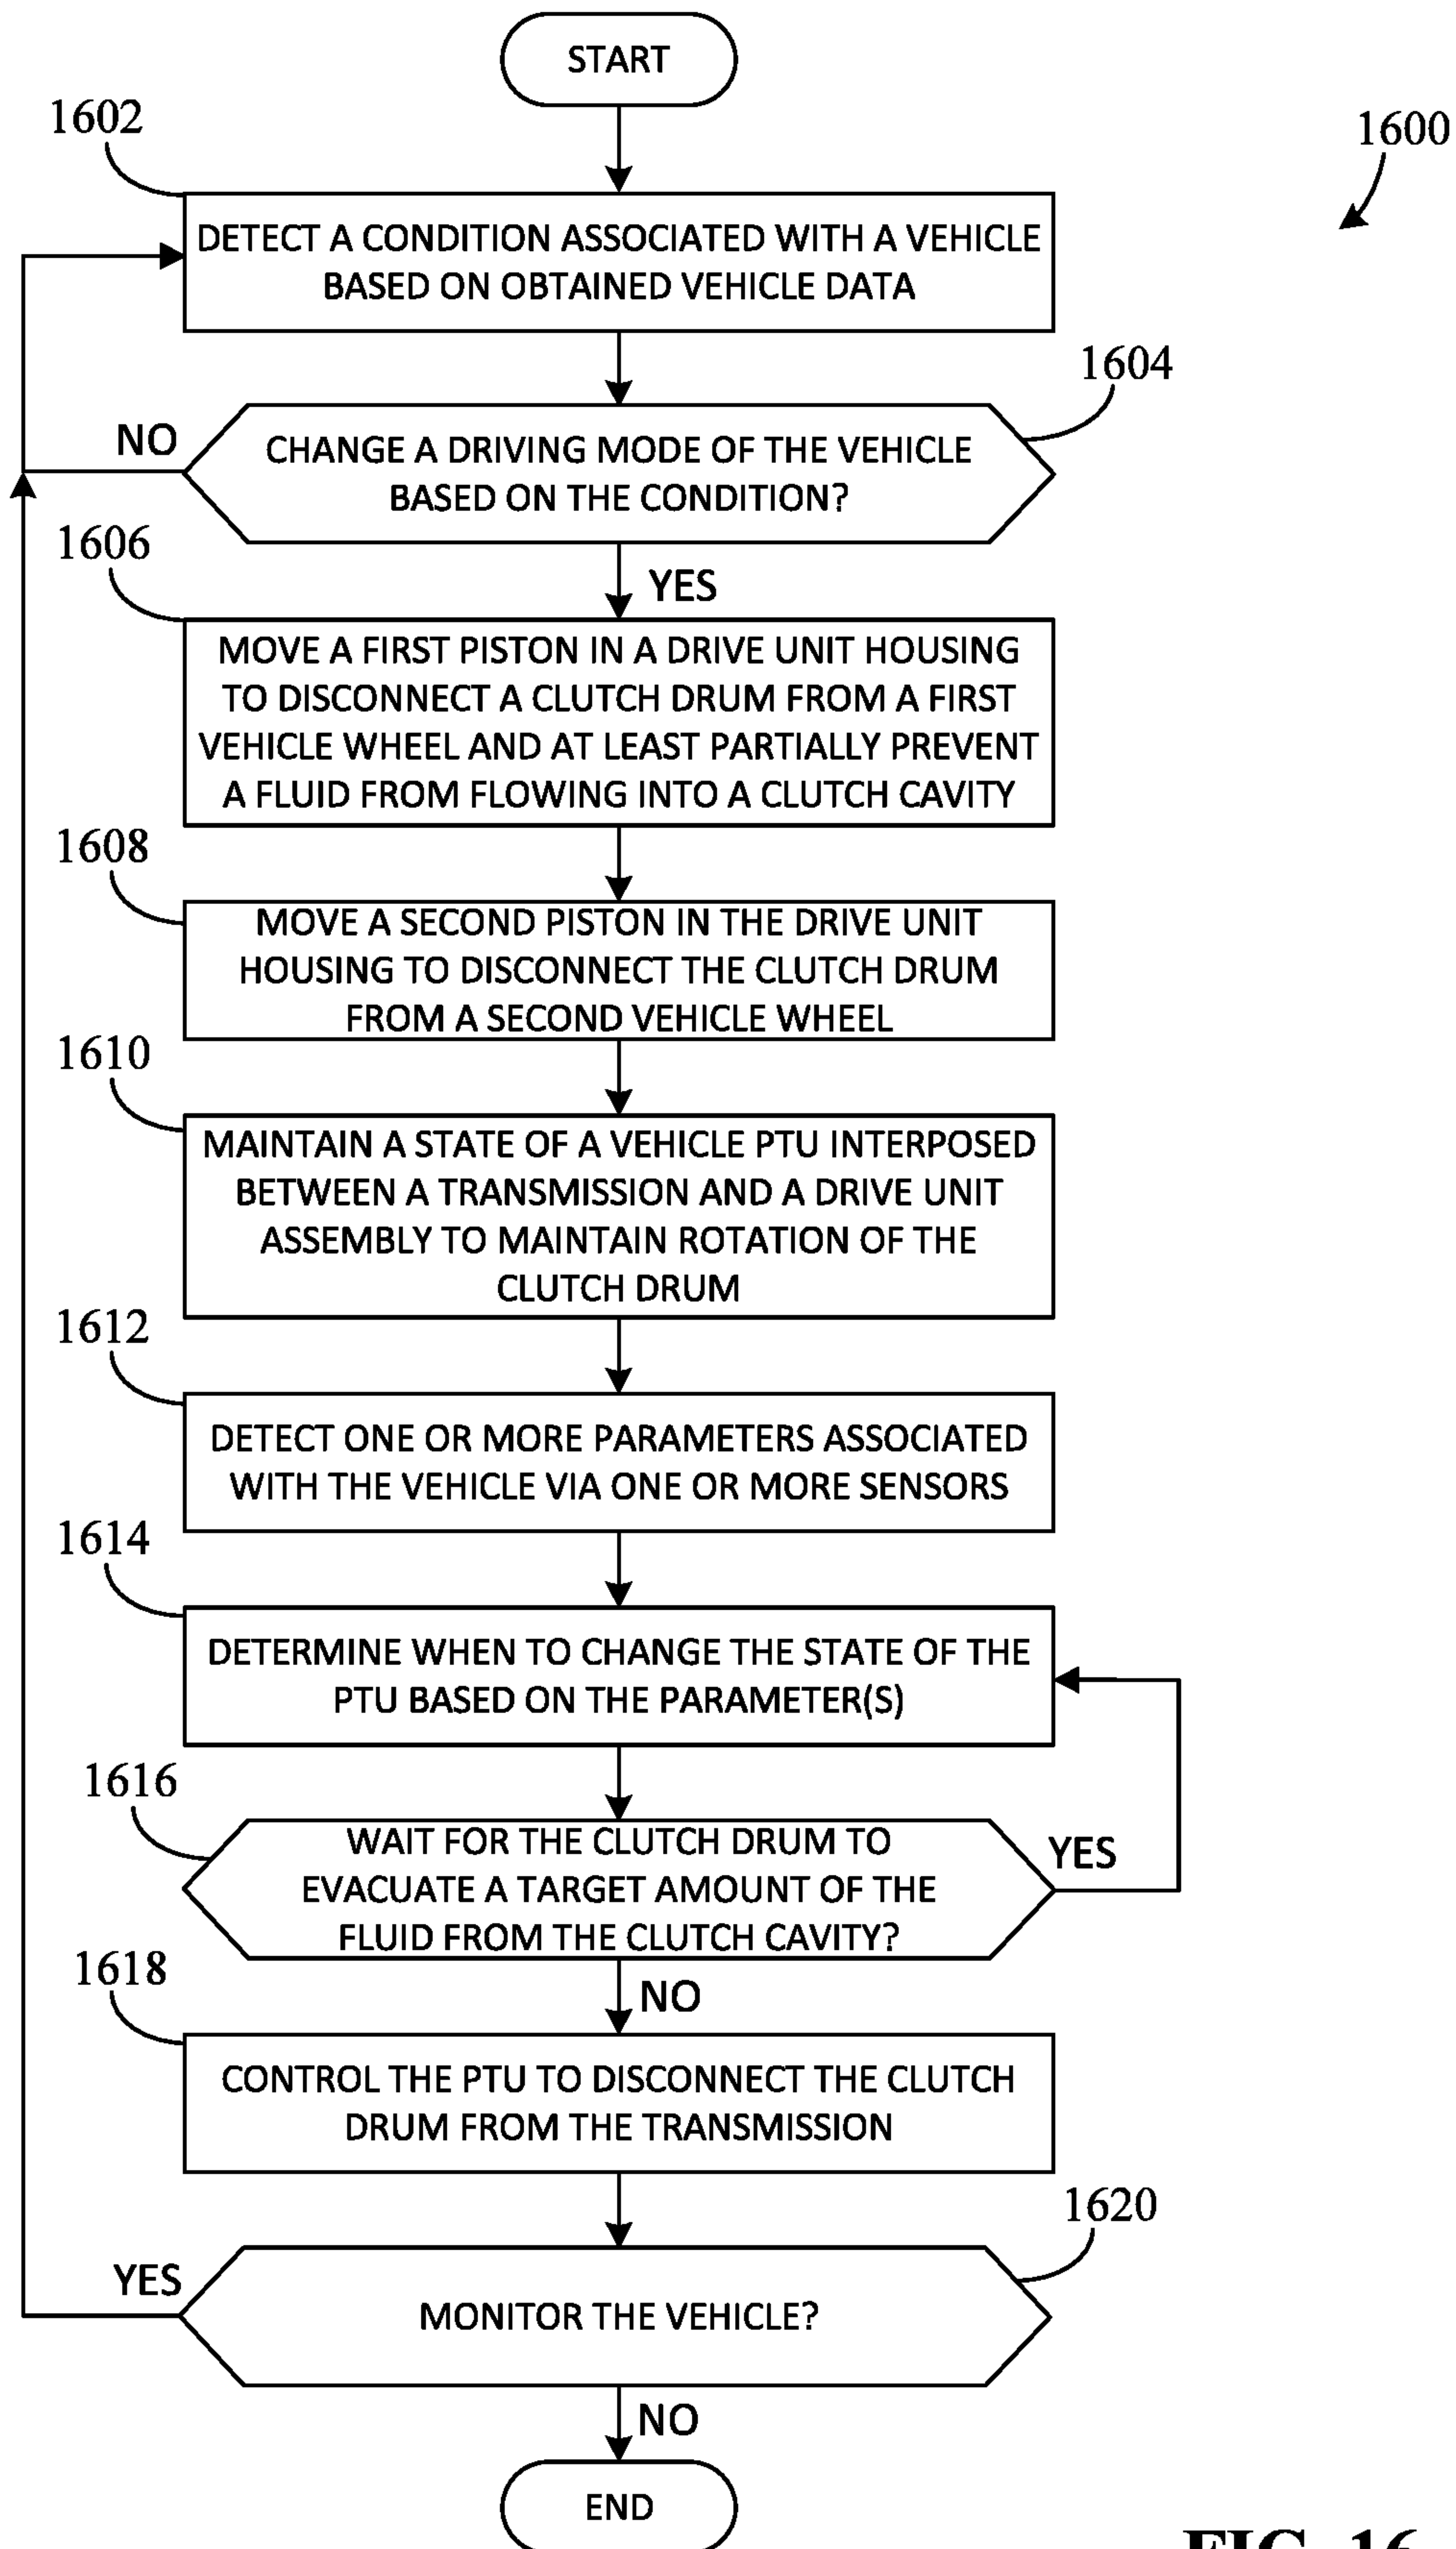 START
1602
1600
DETECT A CONDITION ASSOCIATED WITH A VEHICLE
BASED ON OBTAINED VEHICLE DATA
1604
NO
CHANGE A DRIVING MODE OF THE VEHICLE
BASED ON THE CONDITION?
1606
YES
MOVE A FIRST PISTON IN A DRIVE UNIT HOUSING
TO DISCONNECT A CLUTCH DRUM FROM A FIRST
VEHICLE WHEEL AND AT LEAST PARTIALLY PREVENT
A FLUID FROM FLOWING INTO A CLUTCH CAVITY
1608
MOVE A SECOND PISTON IN THE DRIVE UNIT
HOUSING TO DISCONNECT THE CLUTCH DRUM
FROM A SECOND VEHICLE WHEEL
1610
MAINTAIN A STATE OF A VEHICLE PTU INTERPOSED
BETWEEN A TRANSMISSION AND A DRIVE UNIT
ASSEMBLY TO MAINTAIN ROTATION OF THE
CLUTCH DRUM
1612
DETECT ONE OR MORE PARAMETERS ASSOCIATED
WITH THE VEHICLE VIA ONE OR MORE SENSORS
1614
DETERMINE WHEN TO CHANGE THE STATE OF THE
PTU BASED ON THE PARAMETER(S)
1616
WAIT FOR THE CLUTCH DRUM TO
EVACUATE A TARGET AMOUNT OF THE
FLUID FROM THE CLUTCH CAVITY?
YES
1618
NO
CONTROL THE PTU TO DISCONNECT THE CLUTCH
DRUM FROM THE TRANSMISSION
1620
YES
MONITOR THE VEHICLE?
NO
END
FIG. 16